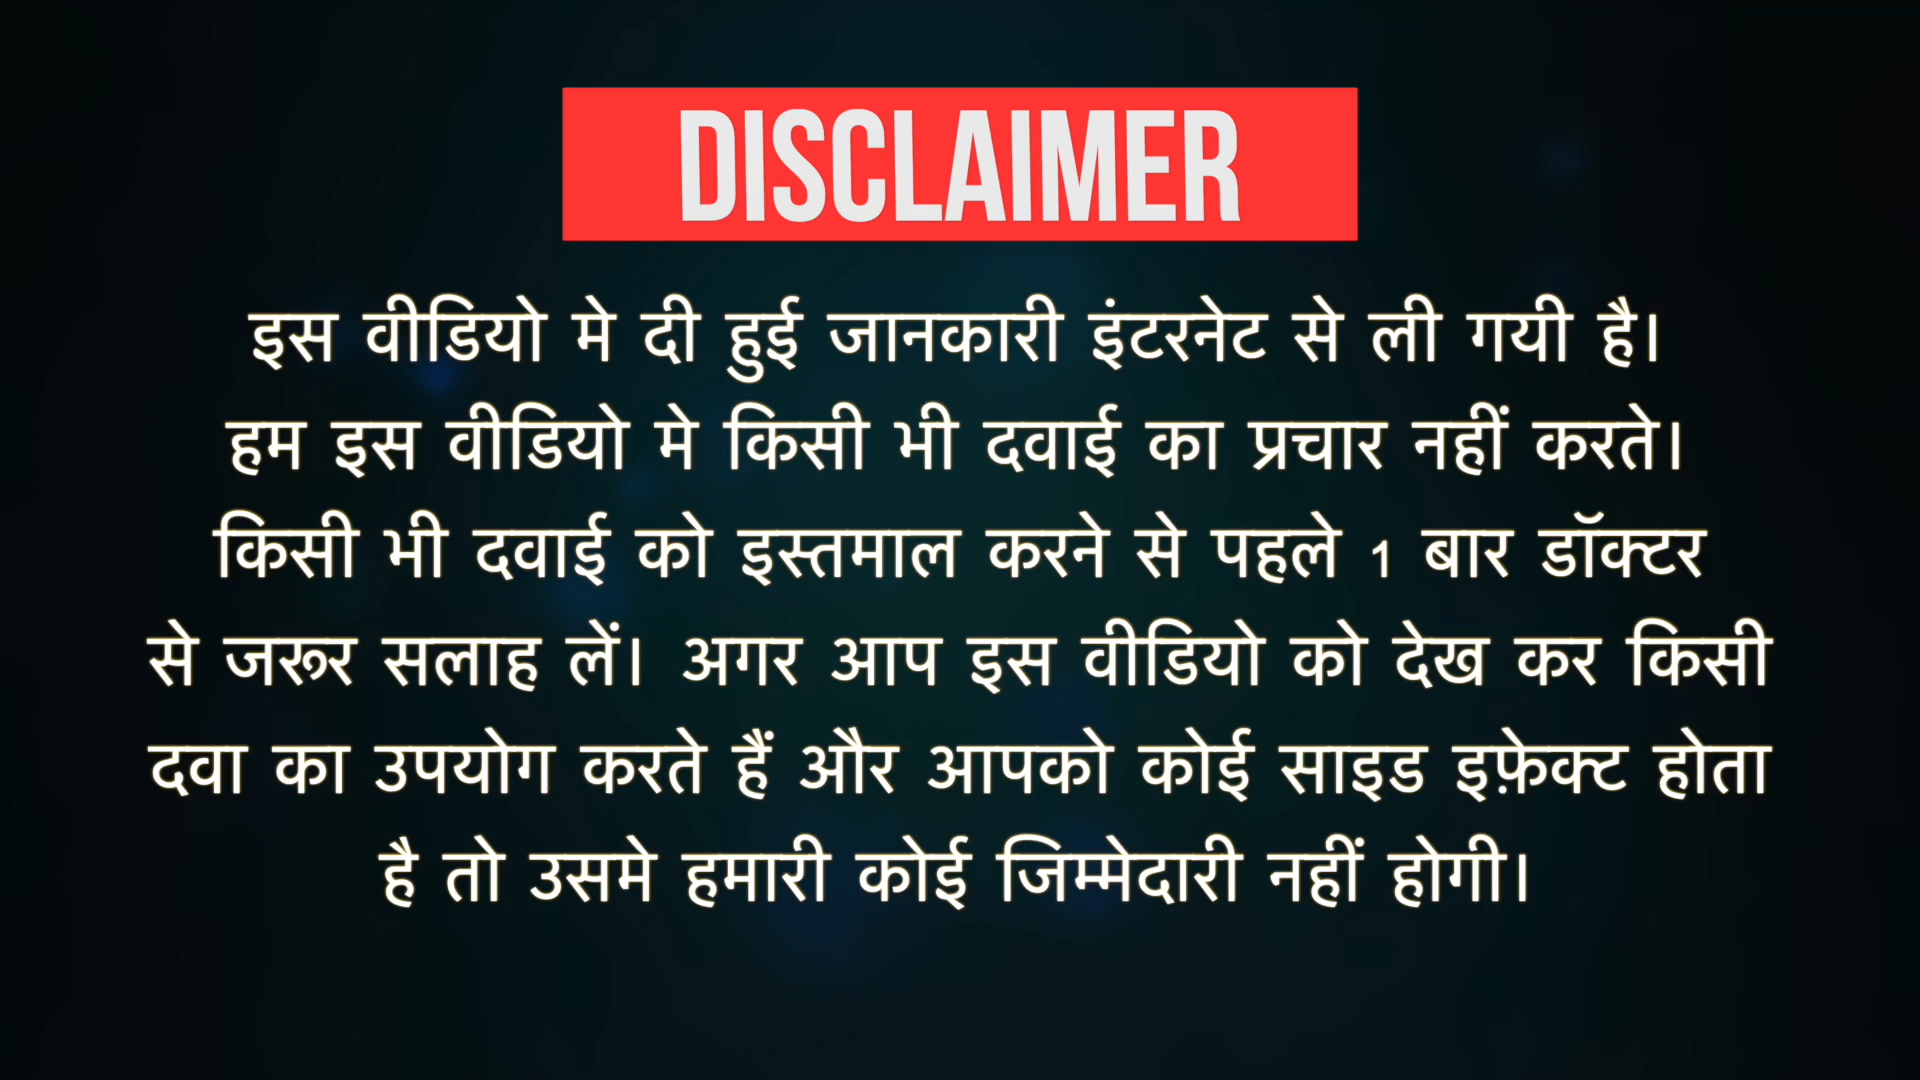 DISCLAIMER
इस वीडियो मे दी हुई जानकारी इंटरनेट से ली गयी है।
हम इस वीडियो मे किसी भी दवाई का प्रचार नहीं करते।
किसी भी दवाई को इस्तमाल करने से पहले 1 बार डॉक्टर
से जरूर सलाह लें। अगर आप इस वीडियो को देख कर किसी
दवा का उपयोग करते हैं और आपको कोई साइड इफ़ेक्ट होता
है तो उसमे हमारी कोई जिम्मेदारी नहीं होगी।